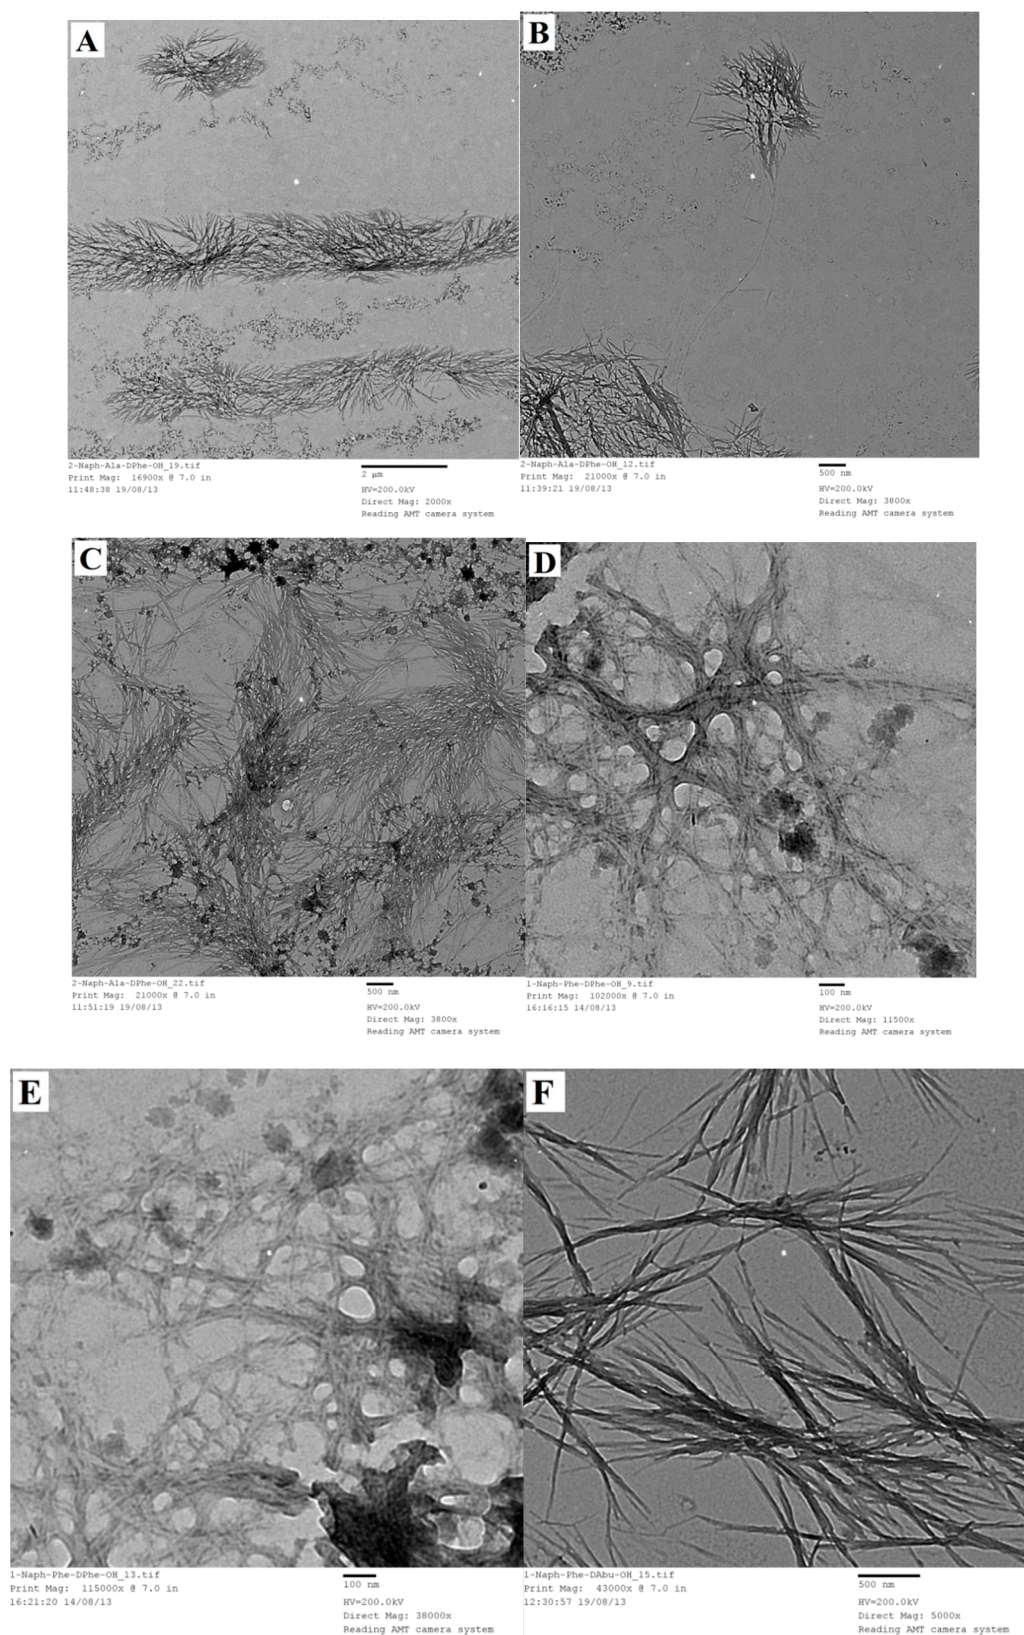 A
B
2-Naph-Ala-DPhe-OH_19.tif
Print Mag: 16900x @ 7.0 in
11:48:38 19/08/13
2 μm
HV=200.0kV
Direct Mag: 2000x
Reading AMT camera system
2-Naph-Ala-DPhe-OH_12.tif
Print Mag: 21000x @ 7.0 in
11:39:21 19/08/13
500 nm
HV=200.0kV
Direct Mag: 3800x
Reading AMT camera system
C
D
2-Naph-Ala-DPhe-OH_22.tif
Print Mag: 21000x @ 7.0 in
11:51:19 19/08/13
500 nm
HV=200.0kV
Direct Mag: 3800x
Reading AMT camera system
1-Naph-Phe-DPhe-OH_9.tif
Print Mag: 102000x @ 7.0 in
16:16:15 14/08/13
100 nm
HV=200.0kV
Direct Mag: 11500x
Reading AMT camera system
E
F
1-Naph-Phe-DPhe-OH_13.tif
Print Mag: 115000x @ 7.0 in
16:21:20 14/08/13
100 nm
HV=200.0kV
Direct Mag: 38000x
Reading AMT camera system
1-Naph-Phe-DAbu-OH_15.tif
Print Mag: 43000x @ 7.0 in
12:30:57 19/08/13
500 nm
HV=200.0kV
Direct Mag: 5000x
Reading AMT camera system